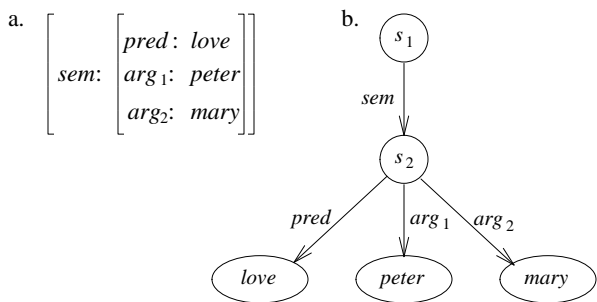 a.
pred : love
sem: arg1: peter
arg2: mary
b.
s1
sem
s2
pred arg1 arg2
love peter mary